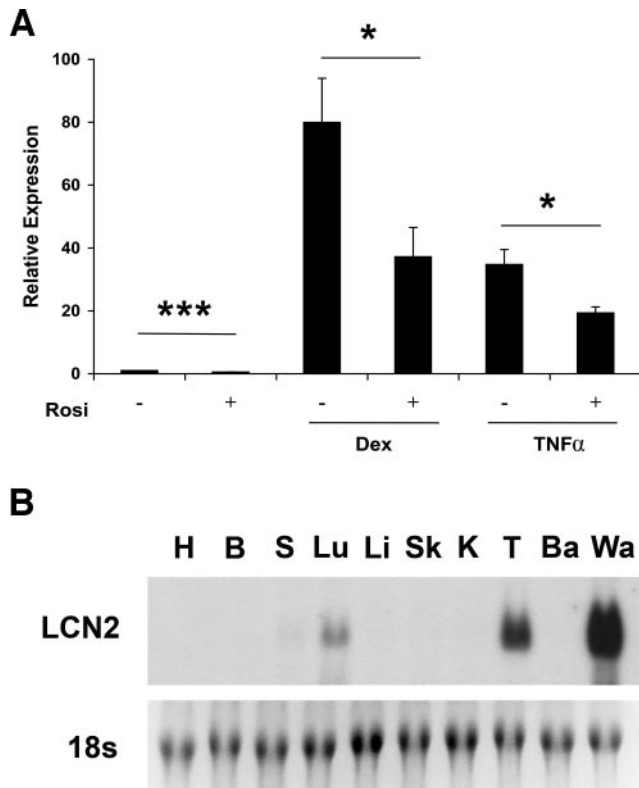 A
*
100
80
*
60
Relative Expression
40
***
20
0
Rosi - + - + - +
Dex TNFα
B
H B S Lu Li Sk K T Ba Wa
LCN2
18s